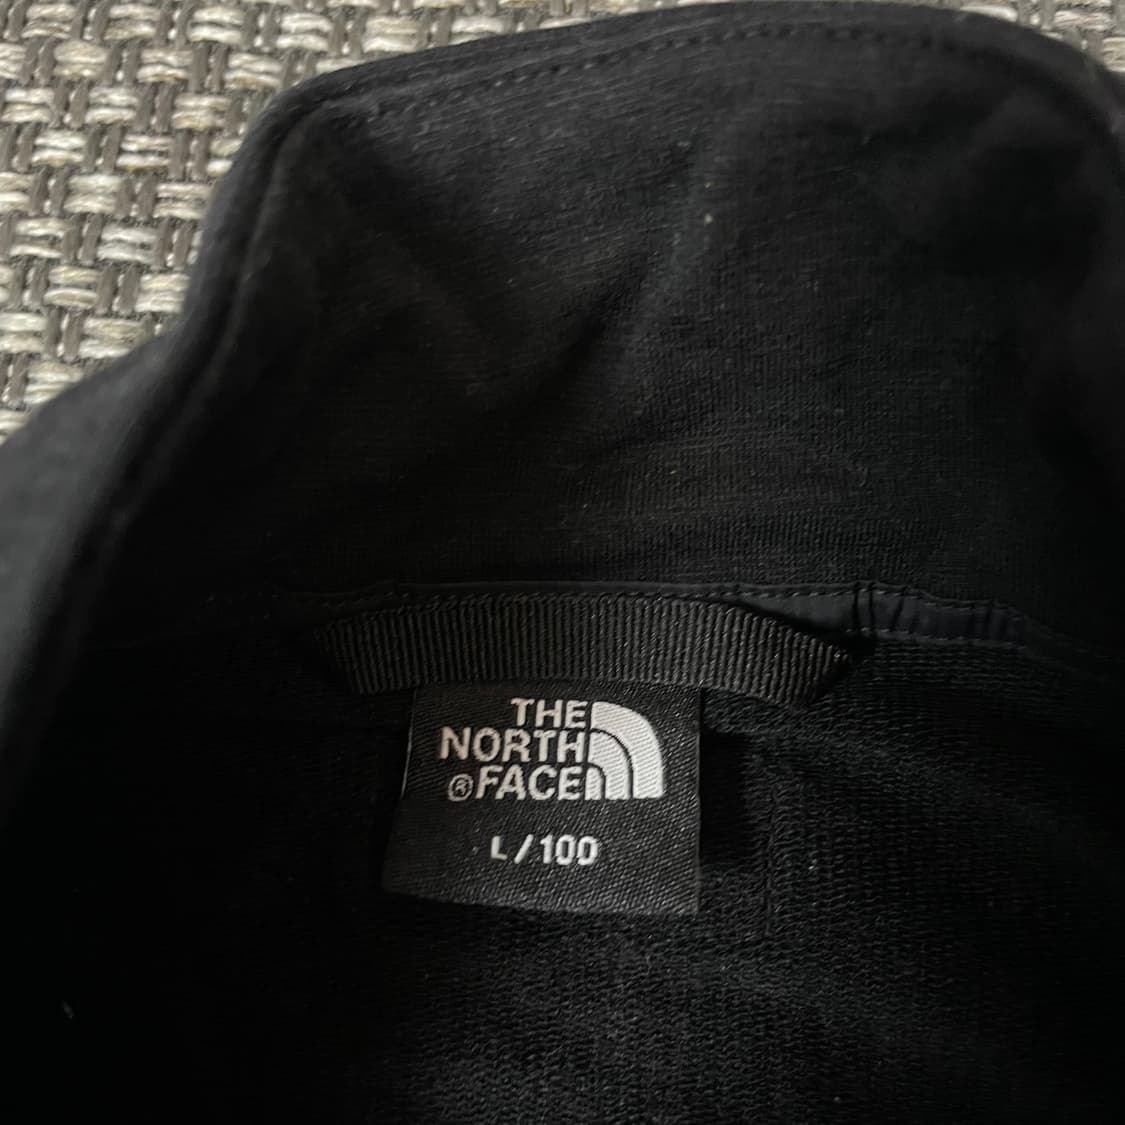 THE
NORTH
® FACE
L/100